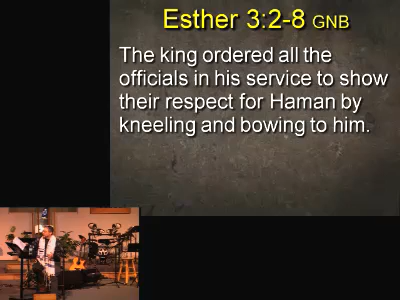 Esther 3:2-8 GNB
The king ordered all the
officials in his service to show
their respect for Haman by
kneeling and bowing to him.